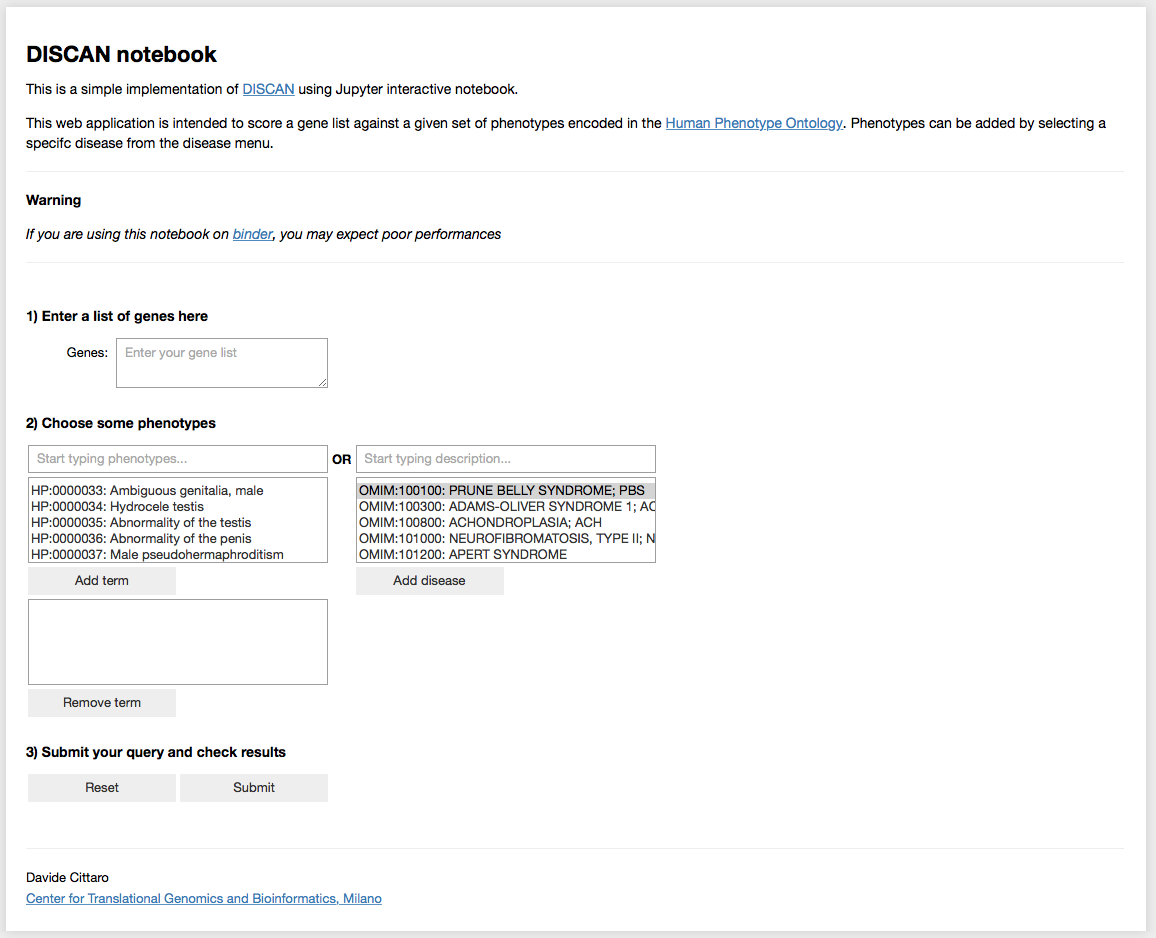 DISCAN notebook
This is a simple implementation of DISCAN using Jupyter interactive notebook.
This web application is intended to score a gene list against a given set of phenotypes encoded in the Human Phenotype Ontology. Phenotypes can be added by selecting a
specifc disease from the disease menu.
Warning
If you are using this notebook on binder, you may expect poor performances
1) Enter a list of genes here
Genes: Enter your gene list
2) Choose some phenotypes
Start typing phenotypes... OR Start typing description...
HP:0000033: Ambiguous genitalia, male
HP:0000034: Hydrocele testis
HP:0000035: Abnormality of the testis
HP:0000036: Abnormality of the penis
HP:0000037: Male pseudohermaphroditism
OMIM:100100: PRUNE BELLY SYNDROME; PBS
OMIM:100300: ADAMS-OLIVER SYNDROME 1; AO
OMIM:100800: ACHONDROPLASIA; ACH
OMIM:101000: NEUROFIBROMATOSIS, TYPE II; N
OMIM:101200: APERT SYNDROME
Add term Add disease
Remove term
3) Submit your query and check results
Reset Submit
Davide Cittaro
Center for Translational Genomics and Bioinformatics, Milano